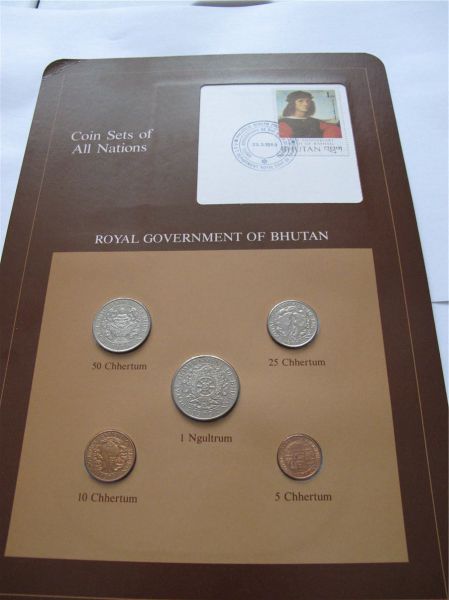 Coin Sets of
All Nations
BHUTAN
ROYAL GOVERNMENT OF BHUTAN
50 Chhertum
25 Chhertum
1 Ngultrum
10 Chhertum
5 Chhertum